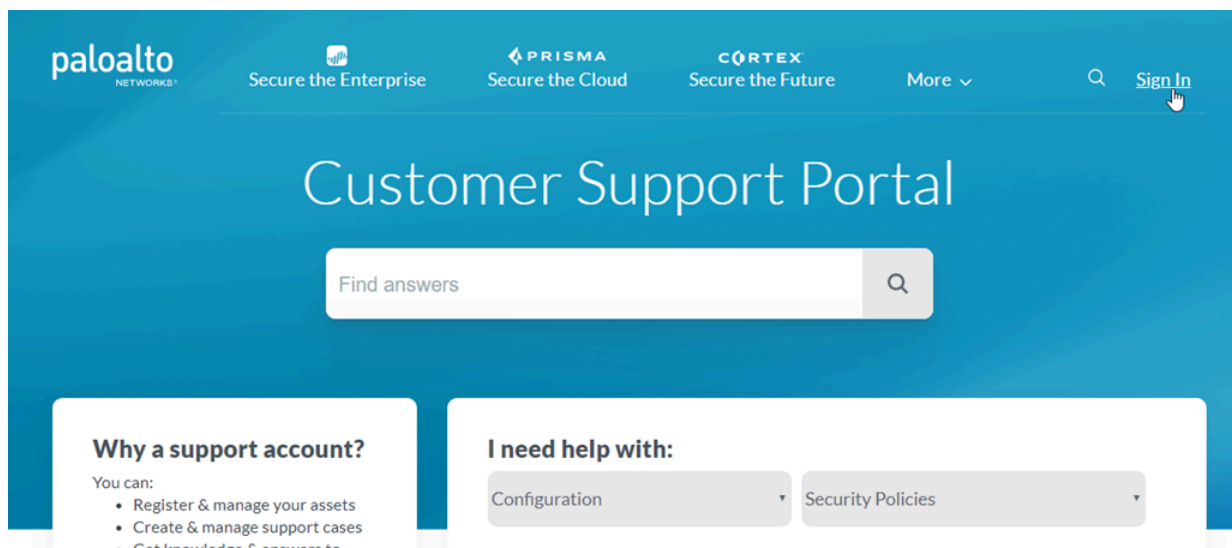 paloalto
NETWORKS
Secure the Enterprise
PRISMA
Secure the Cloud
CORTEX
Secure the Future
More
Sign In
Customer Support Portal
Find answers
Why a support account?
You can:
• Register & manage your assets
• Create & manage support cases
I need help with:
Configuration
Security Policies